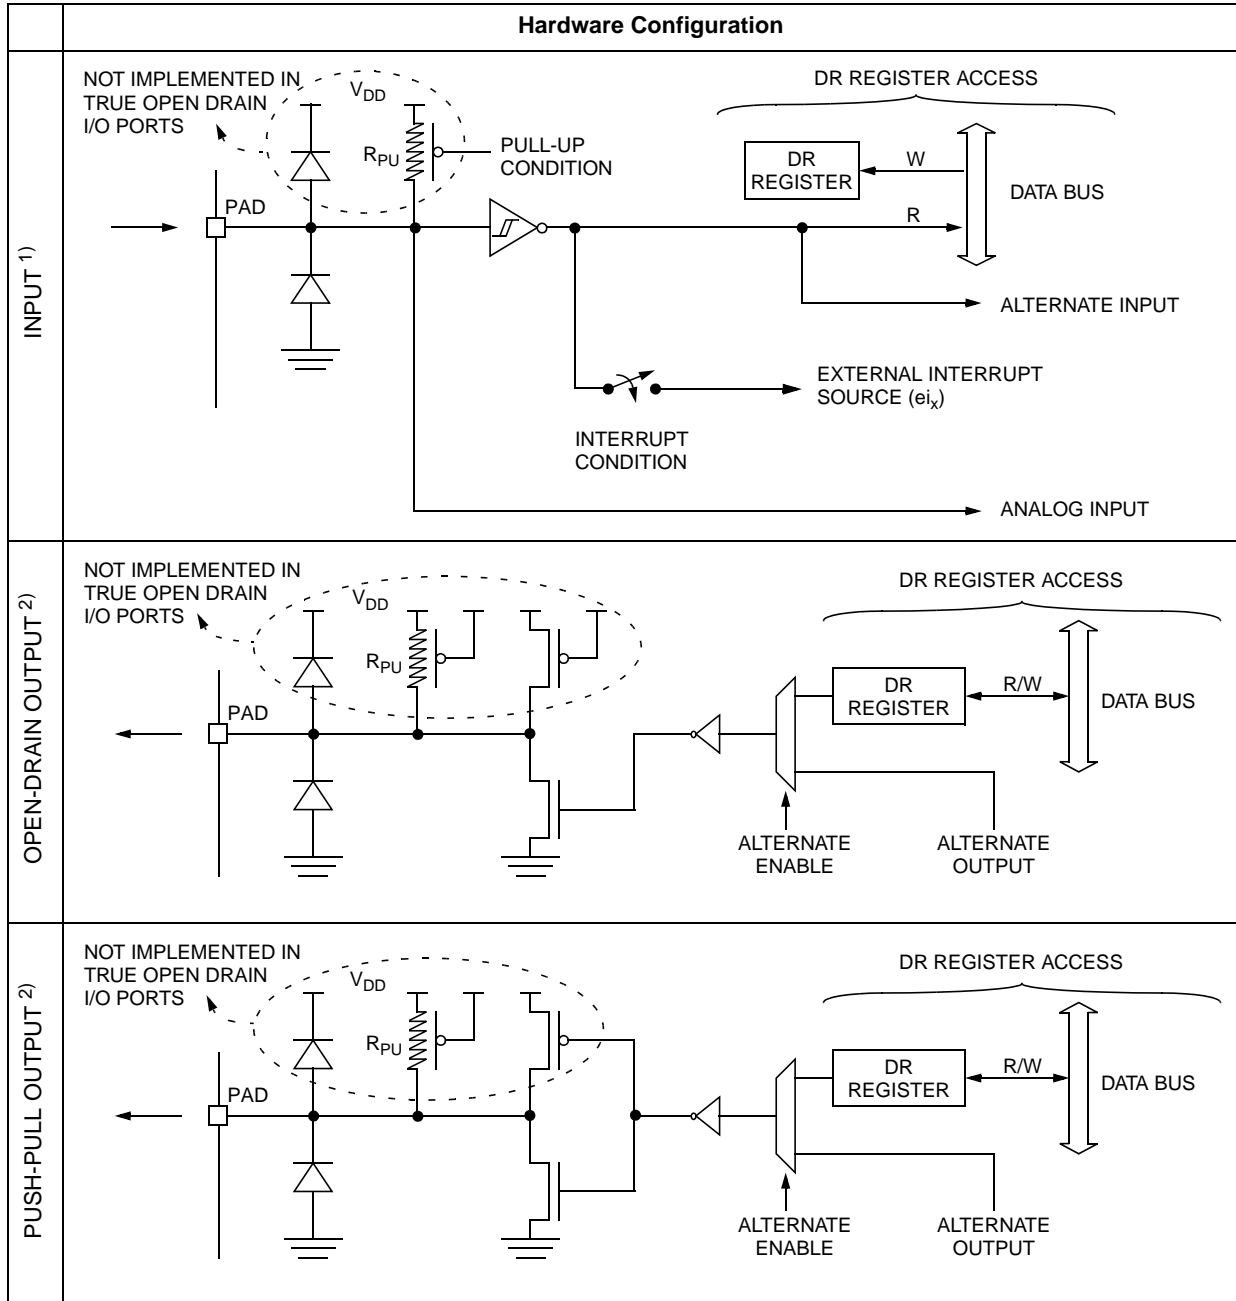 Hardware Configuration
INPUT 1)
NOT IMPLEMENTED IN
TRUE OPEN DRAIN
I/O PORTS
VDD
RPU
PULL-UP
CONDITION
PAD
DR REGISTER ACCESS
DR
REGISTER
W
R
DATA BUS
ALTERNATE INPUT
EXTERNAL INTERRUPT
SOURCE (eix)
INTERRUPT
CONDITION
ANALOG INPUT
OPEN-DRAIN OUTPUT 2)
NOT IMPLEMENTED IN
TRUE OPEN DRAIN
I/O PORTS
VDD
RPU
PAD
DR REGISTER ACCESS
DR
REGISTER
R/W
DATA BUS
ALTERNATE
ENABLE
ALTERNATE
OUTPUT
PUSH-PULL OUTPUT 2)
NOT IMPLEMENTED IN
TRUE OPEN DRAIN
I/O PORTS
VDD
RPU
PAD
DR REGISTER ACCESS
DR
REGISTER
R/W
DATA BUS
ALTERNATE
ENABLE
ALTERNATE
OUTPUT